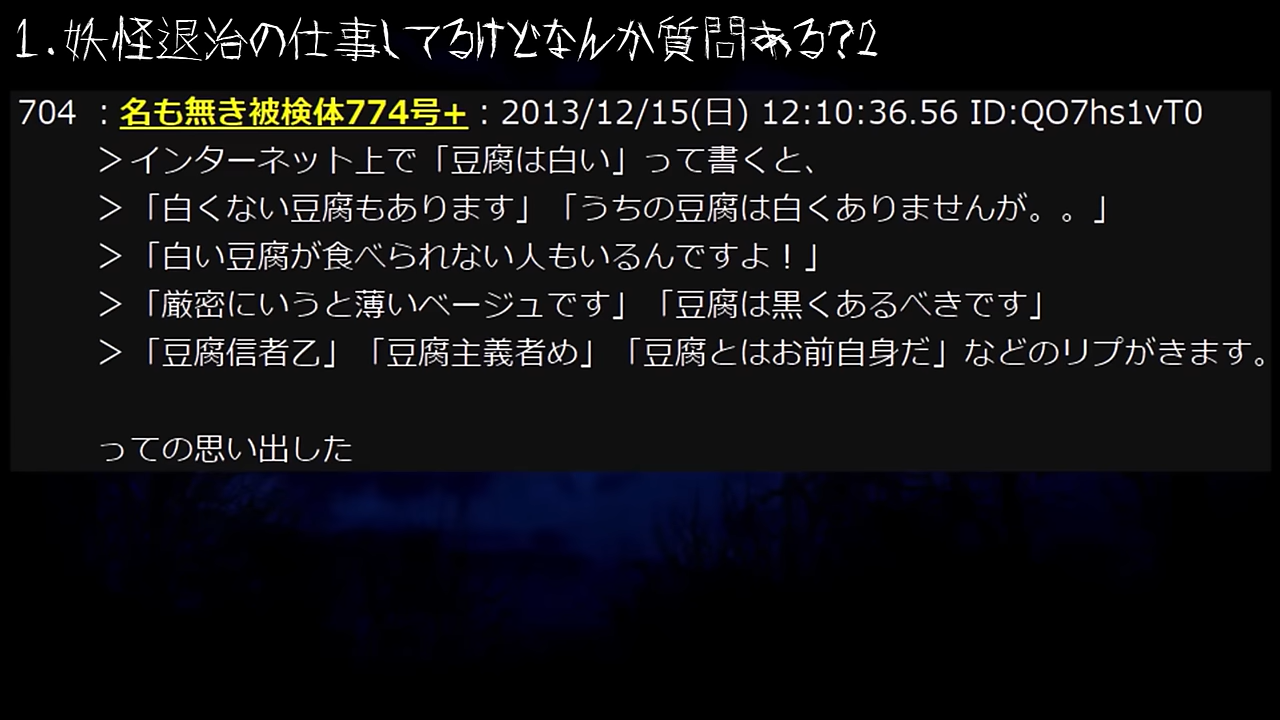 1.妖怪退治の仕事してるけどなんか質問ある？2
704 ：名も無き被検体774号+：2013/12/15(日) 12:10:36.56 ID:QO7hs1vT0
＞インターネット上で「豆腐は白い」って書くと、
＞「白くない豆腐もあります」「うちの豆腐は白くありませんが。。」
＞「白い豆腐が食べられない人もいるんですよ！」
＞「厳密にいうと薄いベージュです」「豆腐は黒くあるべきです」
＞「豆腐信者乙」「豆腐主義者め」「豆腐とはお前自身だ」などのリプがきます。
っての思い出した